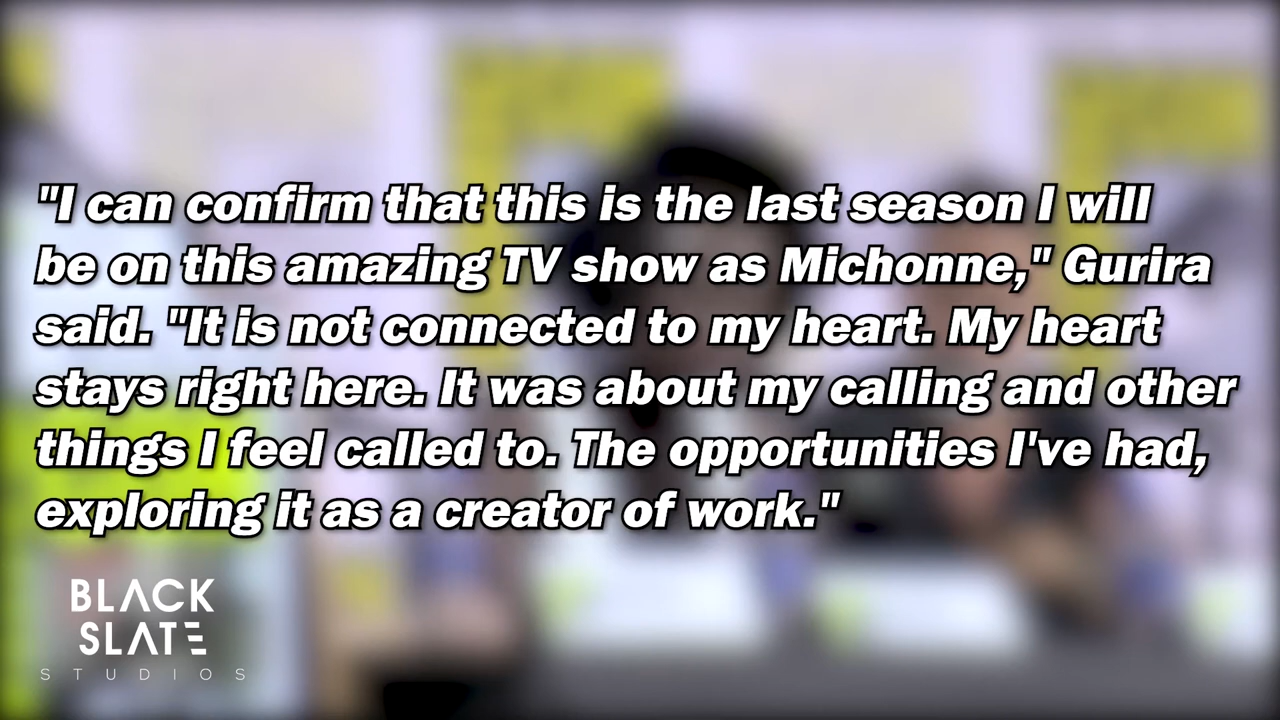 "I can confirm that this is the last season I will
be on this amazing TV show as Michonne," Gurira
said. "It is not connected to my heart. My heart
stays right here. It was about my calling and other
things I feel called to. The opportunities I've had,
exploring it as a creator of work."
BLACK
SLATE
STUDIOS